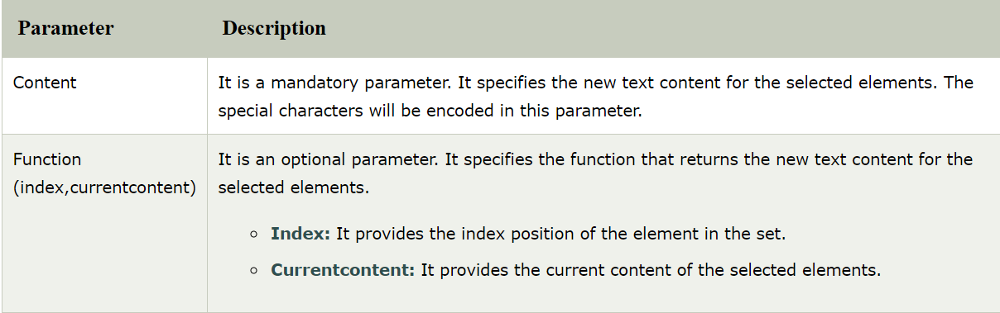 Parameter Description
Content It is a mandatory parameter. It specifies the new text content for the selected elements. The
special characters will be encoded in this parameter.
Function It is an optional parameter. It specifies the function that returns the new text content for the
(index,currentcontent) selected elements.
Index: It provides the index position of the element in the set.
Currentcontent: It provides the current content of the selected elements.